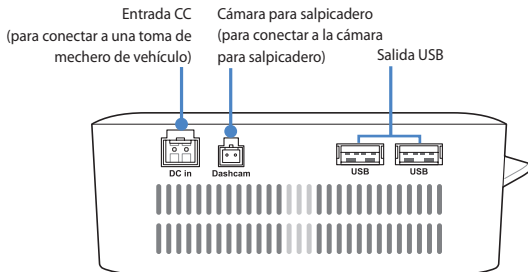 Entrada CC
(para conectar a una toma de
mechero de vehículo)
Cámara para salpicadero
(para conectar a la cámara
para salpicadero)
Salida USB
DC in
Dashcam
USB
USB